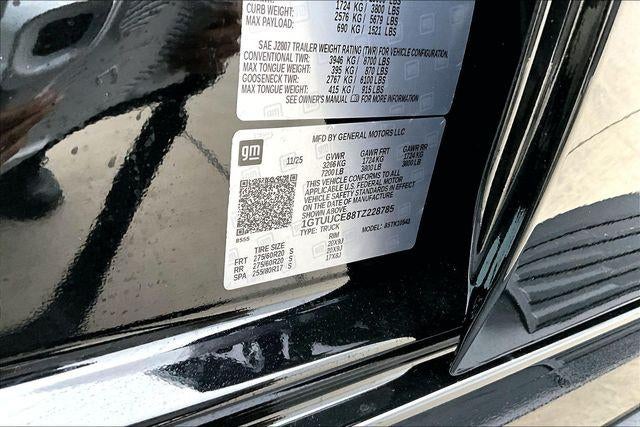 CURB WEIGHT: 1724 KG / 3800 LBS
2576 KG / 5679 LBS
MAX PAYLOAD: 690 KG / 1521 LBS
SAE J2807 TRAILER WEIGHT RATING (TWR) FOR VEHICLE CONFIGURATION
CONVENTIONAL TWR: 3946 KG / 8700 LBS
MAX TONGUE WEIGHT: 395 KG / 870 LBS
GOOSENECK TWR: 2767 KG / 6100 LBS
MAX TONGUE WEIGHT: 415 KG / 915 LBS
SEE OWNER'S MANUAL FOR MORE INFORMATION
gm
MFD BY GENERAL MOTORS LLC
11/25 GVWR GAWR FRT GAWR RR
3266 KG 1724 KG 1724 KG
7200 LB 3800 LB 3800 LB
THIS VEHICLE CONFORMS TO ALL
APPLICABLE U.S. FEDERAL MOTOR
VEHICLE SAFETY STANDARDS IN EFFECT
ON THE DATE OF MANUFACTURE
SHOWN ABOVE.
1GTUUCE88TZ228785
TYPE: TRUCK MODEL:
TIRE SIZE RIM
FRT 275/60R20 S 20X9J
RR 275/60R20 S 20X9J
SPA 255/80R17 S 17X8J